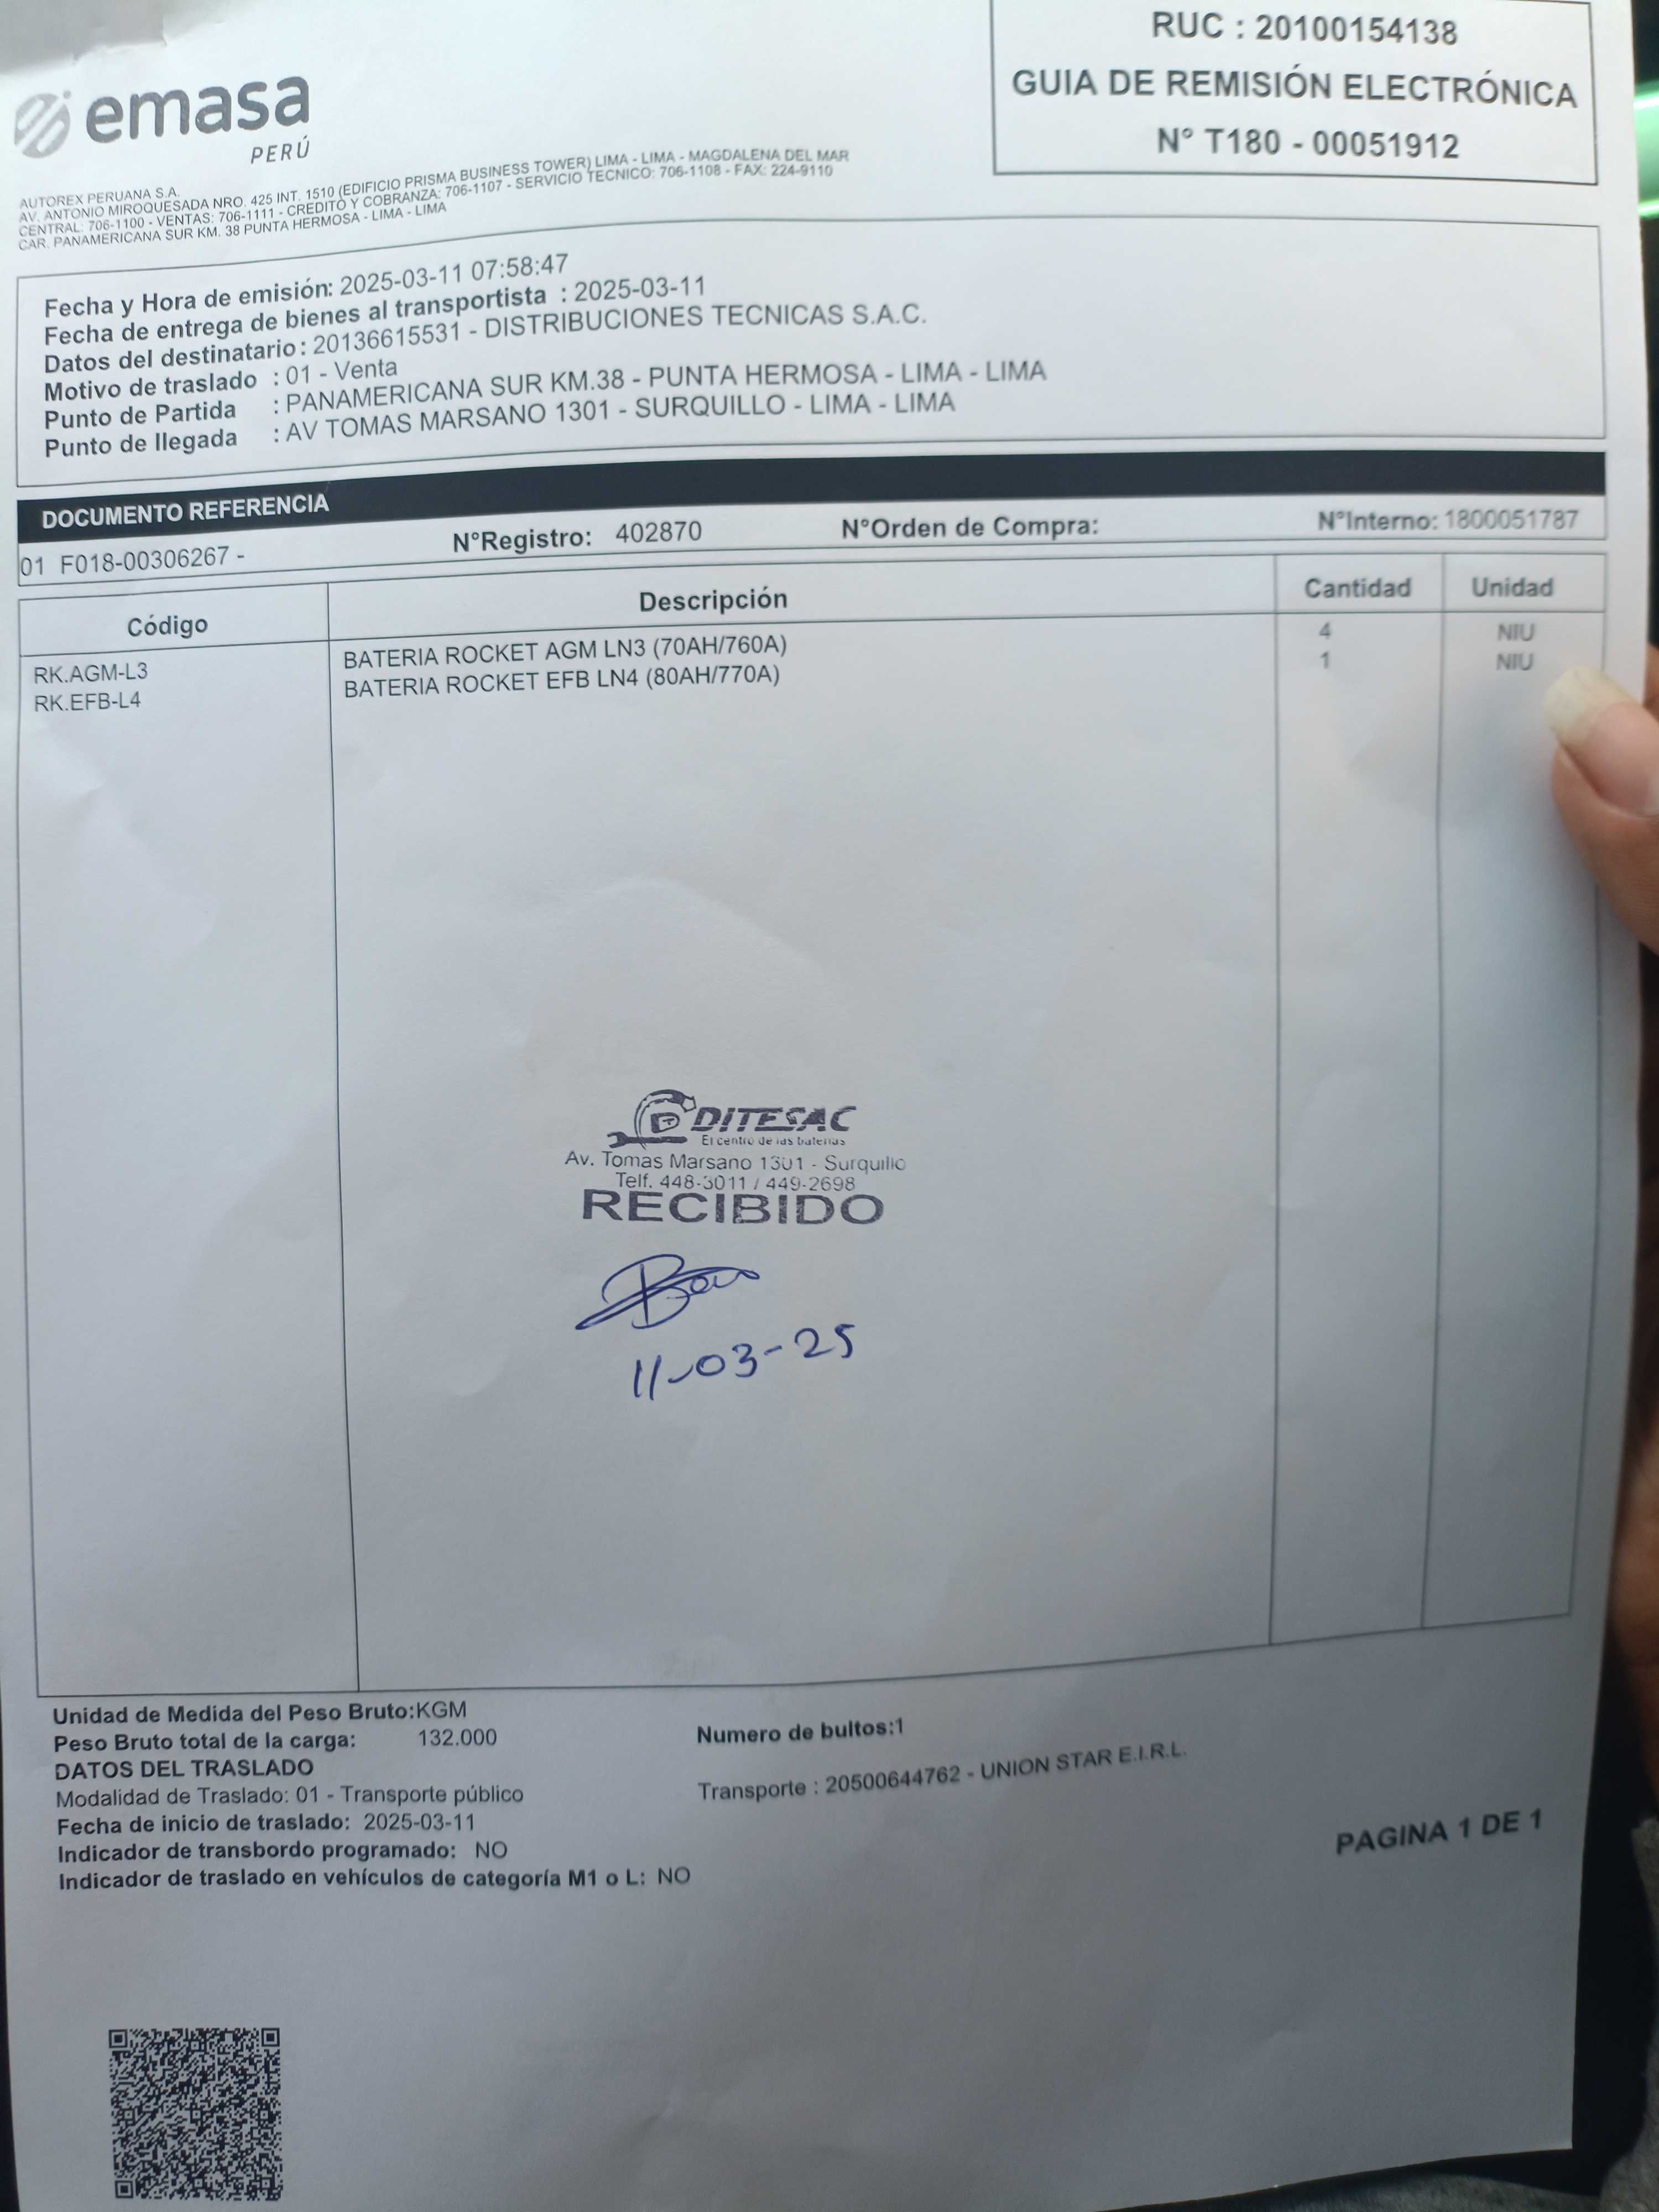 RUC : 20100154138
GUIA DE REMISIÓN ELECTRÓNICA
N° T180 - 00051912
emasa
PERÚ
AUTOREX PERUANA S.A.
AV. ANTONIO MIROQUESADA NRO. 425 INT. 1510 (EDIFICIO PRISMA BUSINESS TOWER) LIMA - LIMA - MAGDALENA DEL MAR
CENTRAL: 706-1100 - VENTAS: 706-1111 - CREDITO Y COBRANZA: 706-1107 - SERVICIO TECNICO: 706-1108 - FAX: 224-9110
CAR. PANAMERICANA SUR KM. 38 PUNTA HERMOSA - LIMA - LIMA
Fecha y Hora de emisión: 2025-03-11 07:58:47
Fecha de entrega de bienes al transportista : 2025-03-11
Datos del destinatario : 20136615531 - DISTRIBUCIONES TECNICAS S.A.C.
Motivo de traslado : 01 - Venta
Punto de Partida : PANAMERICANA SUR KM.38 - PUNTA HERMOSA - LIMA - LIMA
Punto de llegada : AV TOMAS MARSANO 1301 - SURQUILLO - LIMA - LIMA
DOCUMENTO REFERENCIA
01 F018-00306267 - N°Registro: 402870 N°Orden de Compra: N°Interno: 1800051787
Código Descripción Cantidad Unidad
RK.AGM-L3 BATERIA ROCKET AGM LN3 (70AH/760A) 4 NIU
RK.EFB-L4 BATERIA ROCKET EFB LN4 (80AH/770A) 1 NIU
DITESAC
El centro de las baterias
Av. Tomas Marsano 1301 - Surquillo
Telf. 448-3011 / 449-2698
RECIBIDO
11-03-25
Unidad de Medida del Peso Bruto:KGM
Peso Bruto total de la carga: 132.000 Numero de bultos:1
DATOS DEL TRASLADO
Modalidad de Traslado: 01 - Transporte público Transporte : 20500644762 - UNION STAR E.I.R.L.
Fecha de inicio de traslado: 2025-03-11
Indicador de transbordo programado: NO
Indicador de traslado en vehículos de categoría M1 o L: NO
PAGINA 1 DE 1